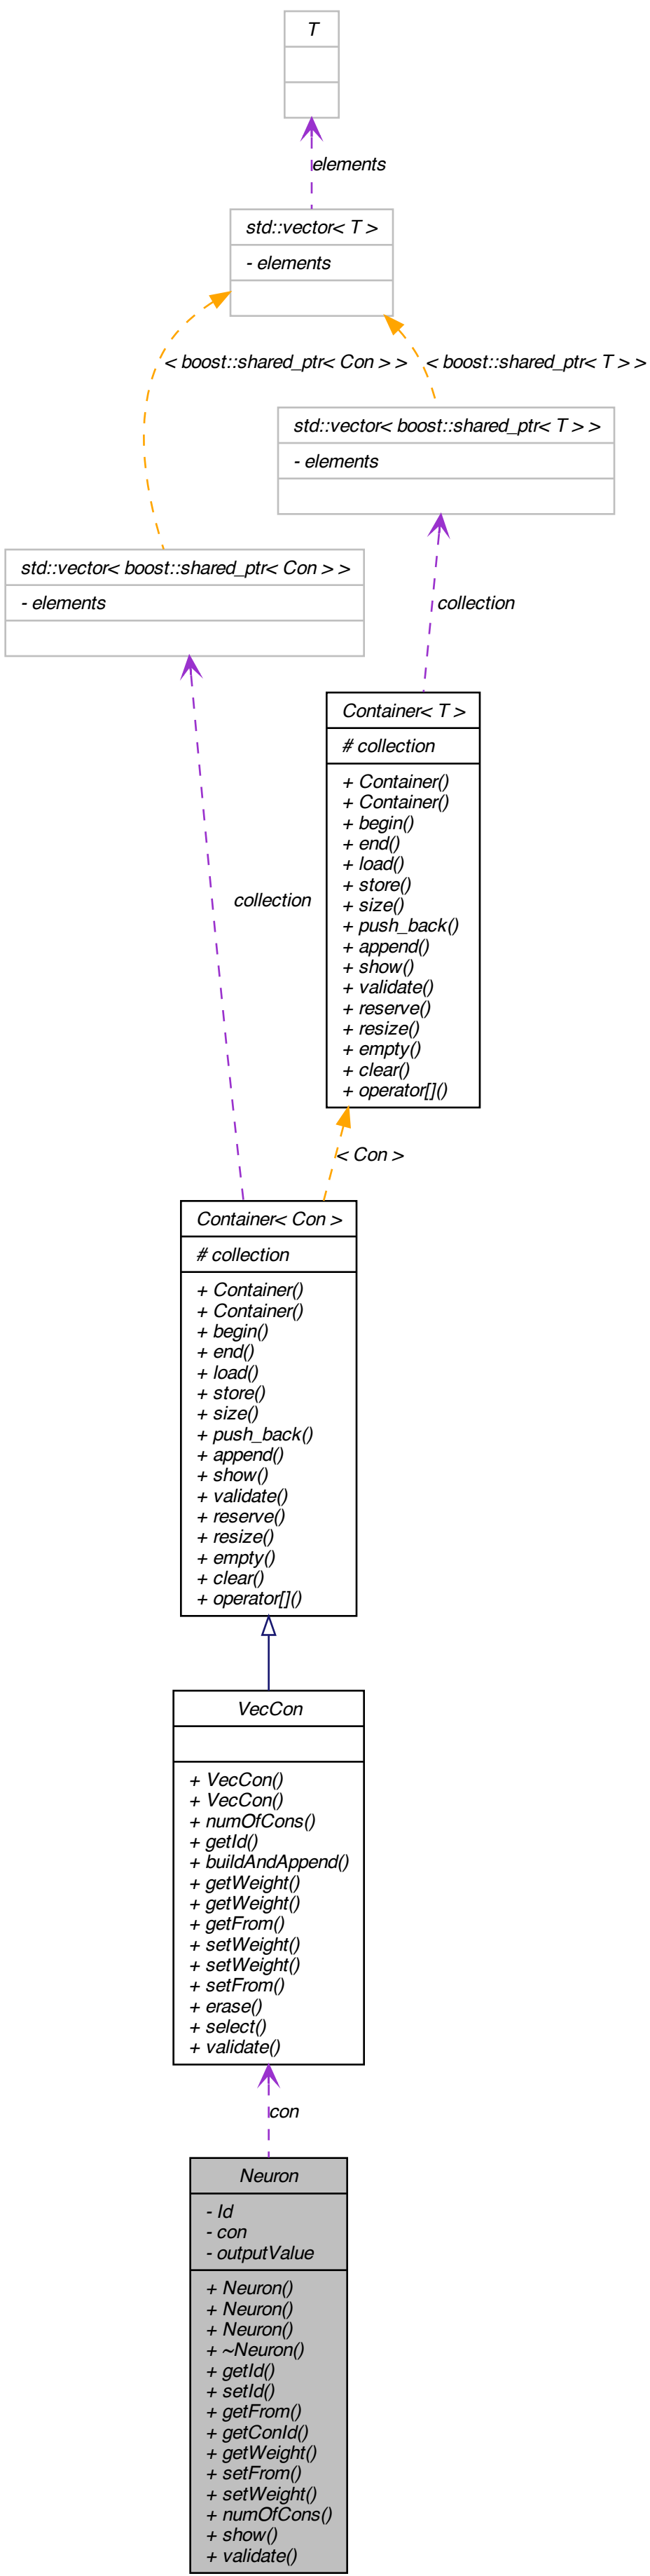 T
elements
std::vector< T >
- elements
< boost::shared_ptr< Con > >
< boost::shared_ptr< T > >
std::vector< boost::shared_ptr< T > >
- elements
std::vector< boost::shared_ptr< Con > >
- elements
collection
Container< T >
# collection
+ Container()
+ Container()
+ begin()
+ end()
+ load()
+ store()
+ size()
+ push_back()
+ append()
+ show()
+ validate()
+ reserve()
+ resize()
+ empty()
+ clear()
+ operator[]()
collection
< Con >
Container< Con >
# collection
+ Container()
+ Container()
+ begin()
+ end()
+ load()
+ store()
+ size()
+ push_back()
+ append()
+ show()
+ validate()
+ reserve()
+ resize()
+ empty()
+ clear()
+ operator[]()
VecCon
+ VecCon()
+ VecCon()
+ numOfCons()
+ getId()
+ buildAndAppend()
+ getWeight()
+ getWeight()
+ getFrom()
+ setWeight()
+ setWeight()
+ setFrom()
+ erase()
+ select()
+ validate()
con
Neuron
- Id
- con
- outputValue
+ Neuron()
+ Neuron()
+ Neuron()
+ ~Neuron()
+ getId()
+ setId()
+ getFrom()
+ getConId()
+ getWeight()
+ setFrom()
+ setWeight()
+ numOfCons()
+ show()
+ validate()